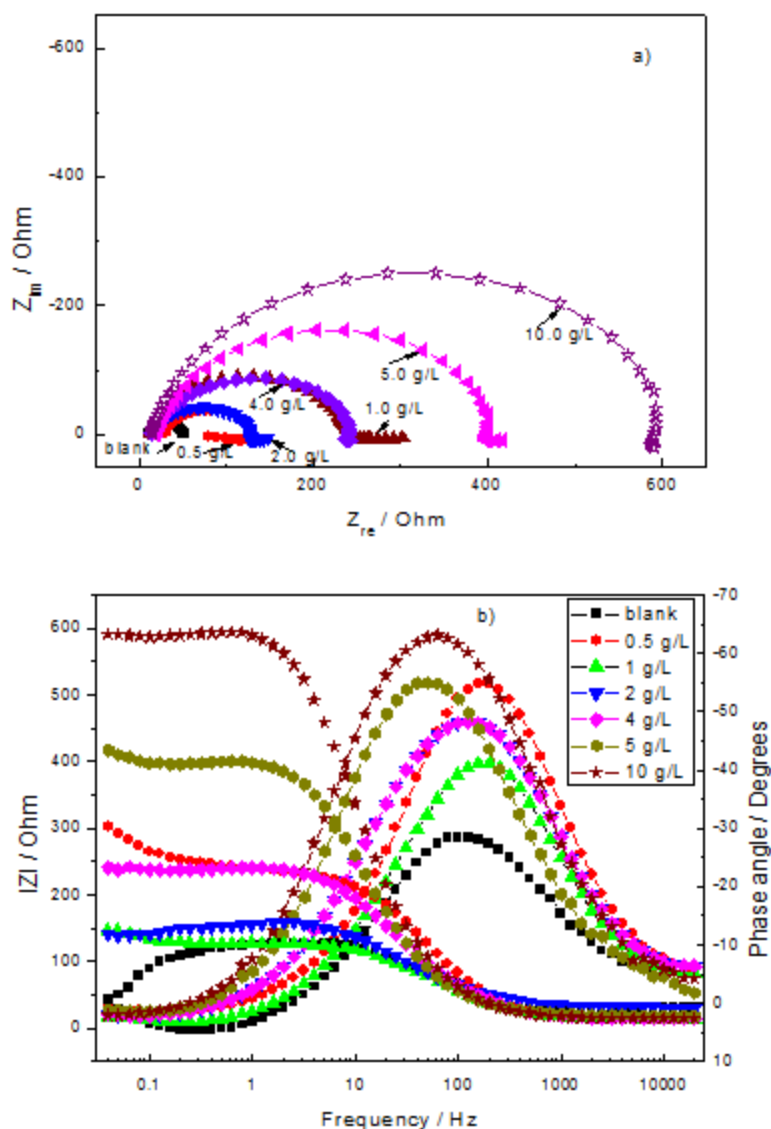 a)
-600
-400
-200
0
Z im / Ohm
10.0 g/L
5.0 g/L
4.0 g/L
1.0 g/L
blank
0.5 g/L
2.0 g/L
0 200 400 600
Z re / Ohm
b)
600
500
400
300
200
100
0
|Z| / Ohm
blank
0.5 g/L
1 g/L
2 g/L
4 g/L
5 g/L
10 g/L
-70
-60
-50
-40
-30
-20
-10
0
10
Phase angle / Degrees
0.1 1 10 100 1000 10000
Frequency / Hz